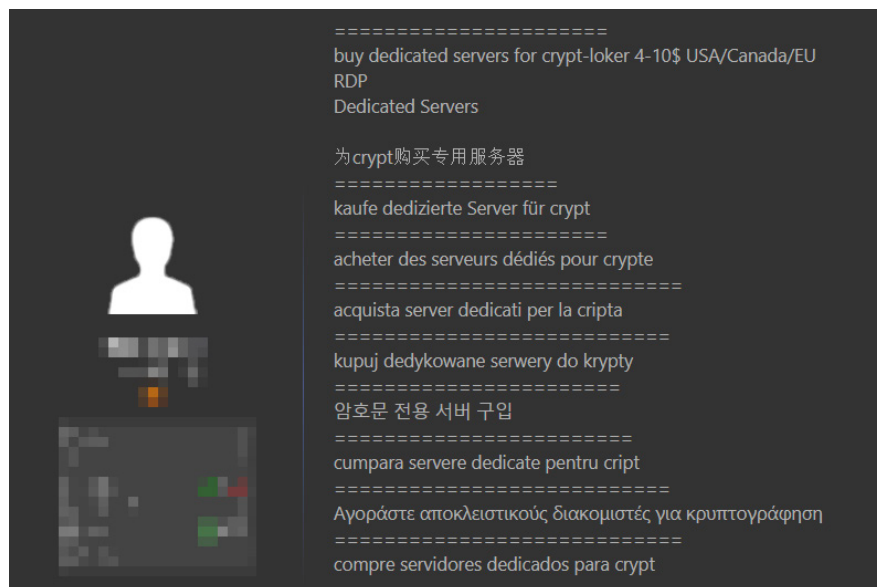 ======================
buy dedicated servers for crypt-loker 4-10$ USA/Canada/EU
RDP
Dedicated Servers
为crypt购买专用服务器
==================
kaufe dedizierte Server für crypt
======================
acheter des serveurs dédiés pour crypte
============================
acquista server dedicati per la cripta
===========================
kupuj dedykowane serwery do krypty
=======================
암호문 전용 서버 구입
========================
cumpara servere dedicate pentru cript
===========================
Αγοράστε αποκλειστικούς διακομιστές για κρυπτογράφηση
============================
compre servidores dedicados para crypt